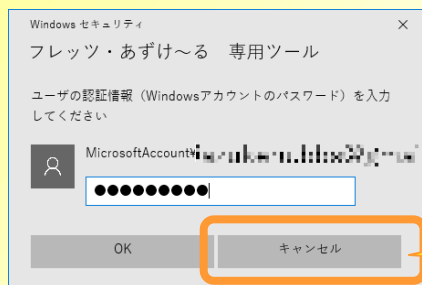 Windows セキュリティ
フレッツ・あずけ～る　専用ツール
ユーザの認証情報（Windowsアカウントのパスワード）を入力
してください
MicrosoftAccount¥
●●●●●●●●●
OK
キャンセル